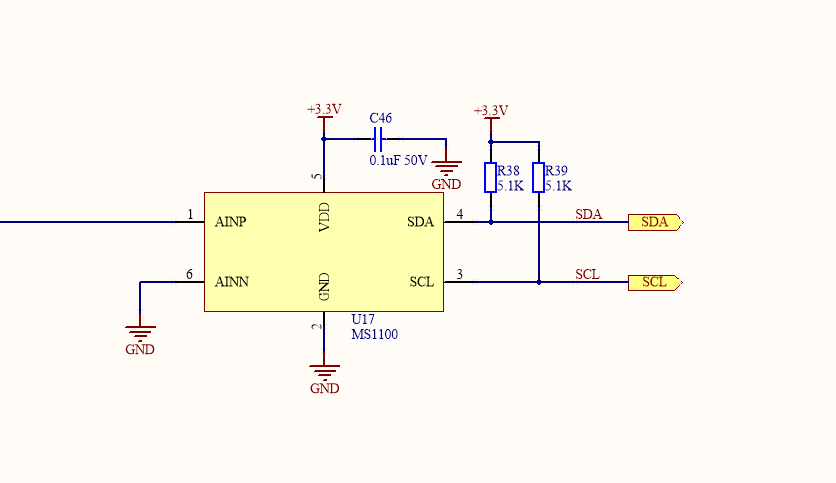 +3.3V
C46
0.1uF 50V
GND
+3.3V
R38
5.1K
R39
5.1K
5
1
AINP
VDD
SDA
4
SDA
SDA
6
AINN
GND
SCL
3
SCL
SCL
2
U17
MS1100
GND
GND